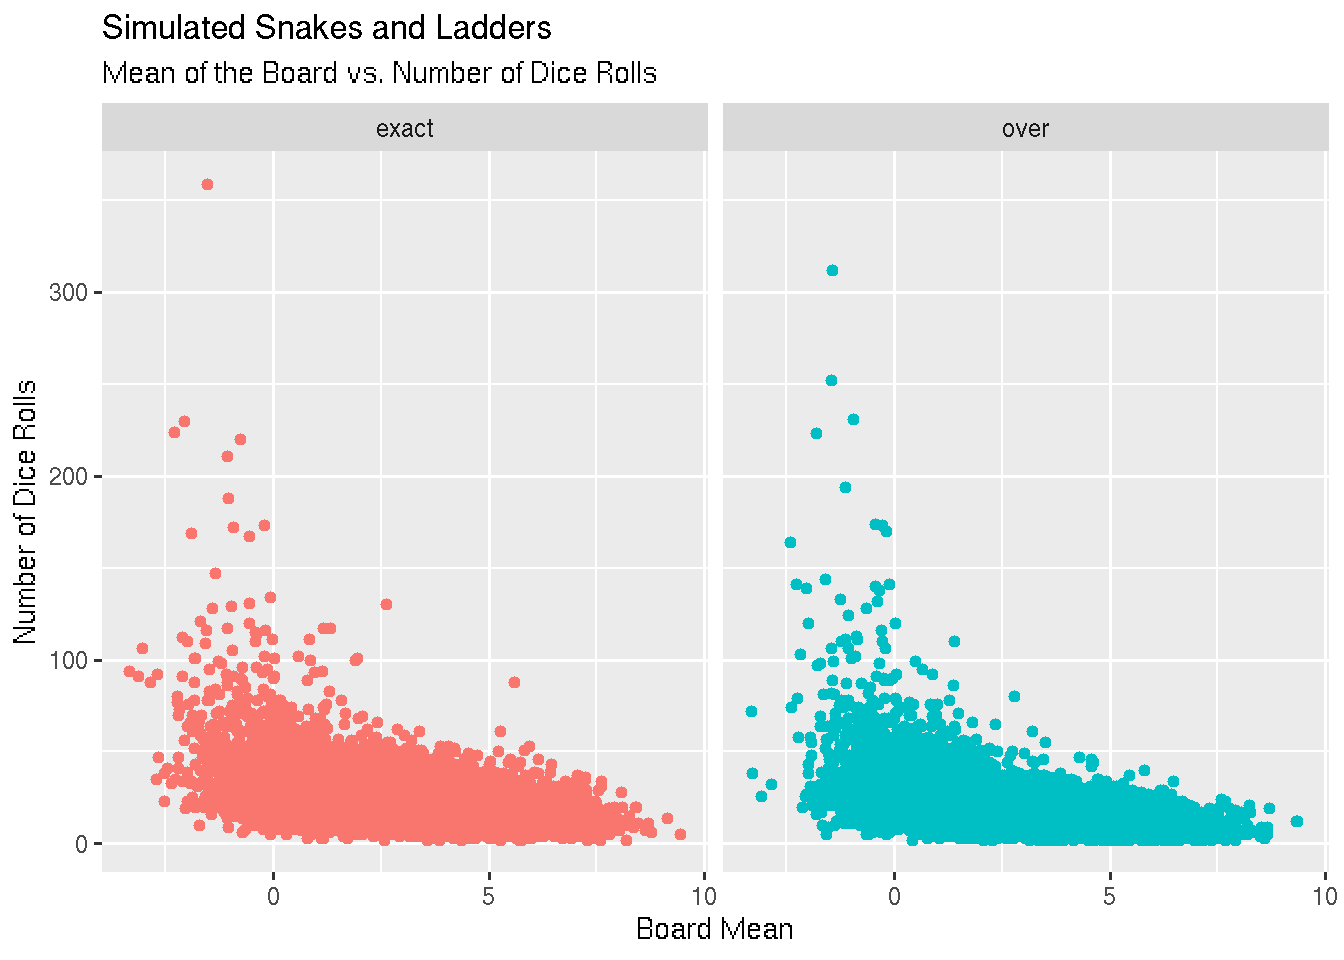 Simulated Snakes and Ladders
Mean of the Board vs. Number of Dice Rolls
exact
over
Number of Dice Rolls
300
200
100
0
0
5
10
0
5
10
Board Mean